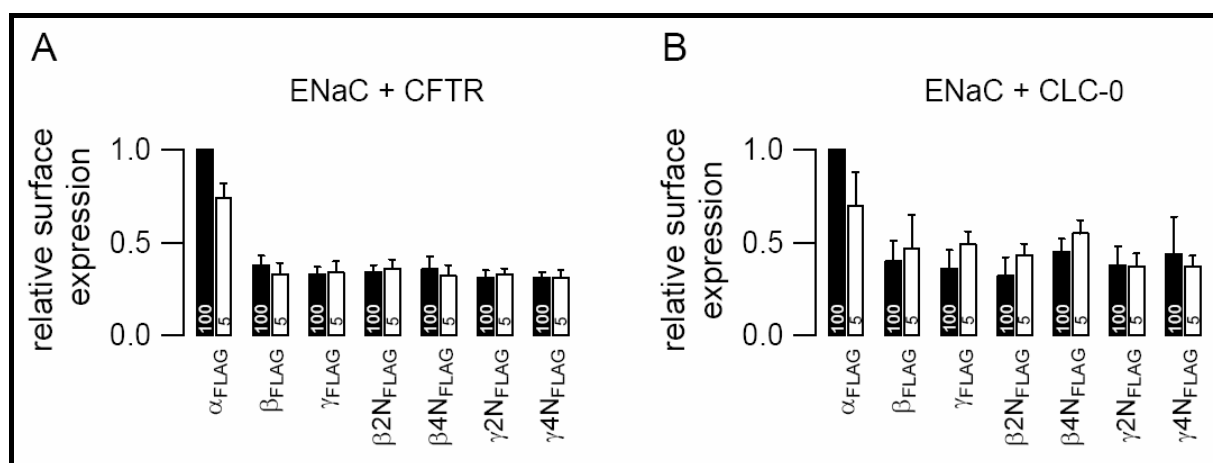 A
ENaC + CFTR
relative surface
expression
1.0
0.5
0.0
100 5 100 5 100 5 100 5 100 5 100 5 100 5
αFLAG βFLAG γFLAG β2NFLAG β4NFLAG γ2NFLAG γ4NFLAG
B
ENaC + CLC-0
relative surface
expression
1.0
0.5
0.0
100 5 100 5 100 5 100 5 100 5 100 5 100 5
αFLAG βFLAG γFLAG β2NFLAG β4NFLAG γ2NFLAG γ4NFLAG